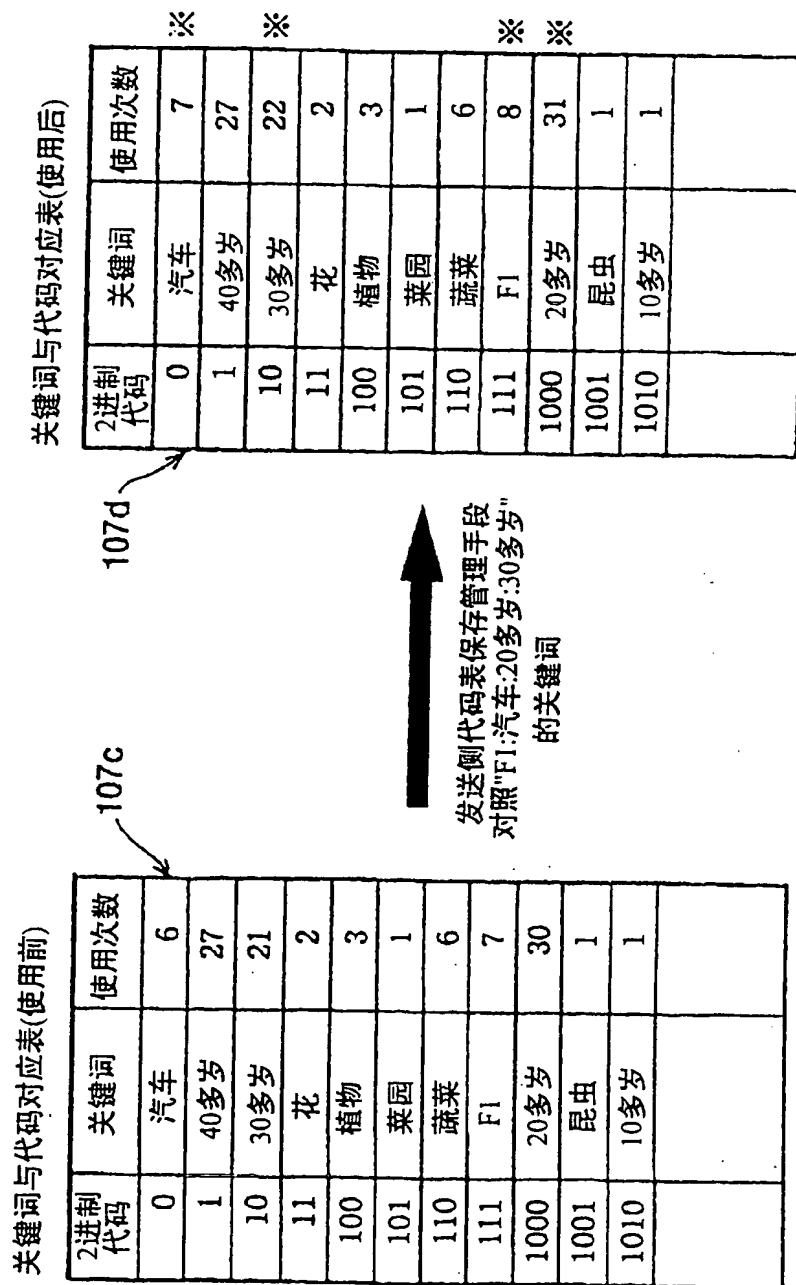 关键词与代码对应表(使用前)
107c
2进制代码 关键词 使用次数
0 汽车 6
1 40多岁 27
10 30多岁 21
11 花 2
100 植物 3
101 菜园 1
110 蔬菜 6
111 F1 7
1000 20多岁 30
1001 昆虫 1
1010 10多岁 1
发送侧代码表保存管理手段
对照"F1:汽车:20多岁:30多岁"
的关键词
关键词与代码对应表(使用后)
107d
2进制代码 关键词 使用次数
0 汽车 7 ※
1 40多岁 27
10 30多岁 22 ※
11 花 2
100 植物 3
101 菜园 1
110 蔬菜 6
111 F1 8 ※
1000 20多岁 31 ※
1001 昆虫 1
1010 10多岁 1